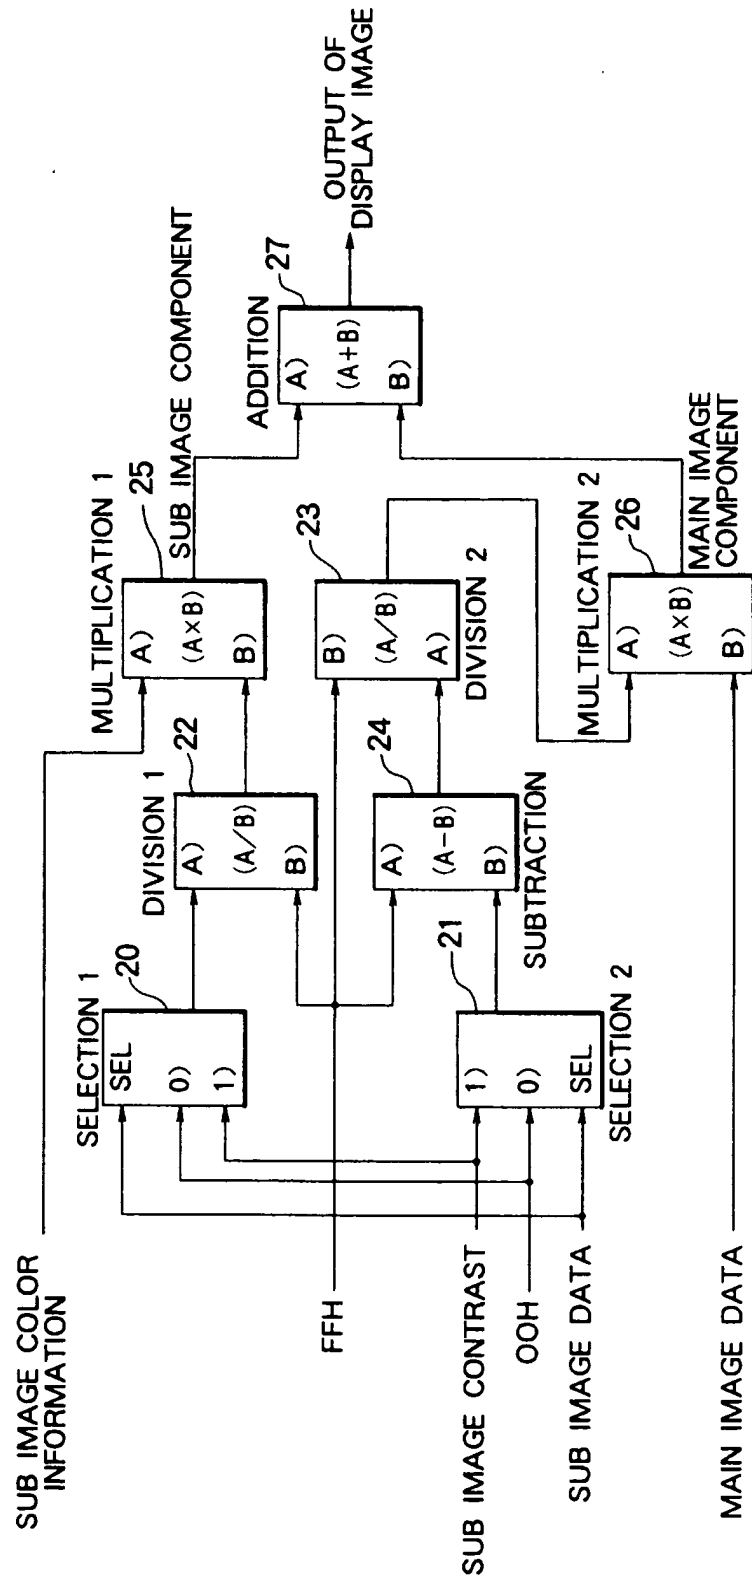 SUB IMAGE COLOR
INFORMATION
FFH
SUB IMAGE CONTRAST
OOH
SUB IMAGE DATA
MAIN IMAGE DATA
SELECTION 1
20
SEL
0)
1)
21
1)
0)
SEL
SELECTION 2
DIVISION 1
22
A)
(A/B)
B)
24
A)
(A-B)
B)
SUBTRACTION
MULTIPLICATION 1
25
A)
(A×B)
B)
SUB IMAGE COMPONENT
23
B)
(A/B)
A)
DIVISION 2
MULTIPLICATION 2
26
A)
(A×B)
B)
MAIN IMAGE
COMPONENT
ADDITION
27
A)
(A+B)
B)
OUTPUT OF
DISPLAY IMAGE